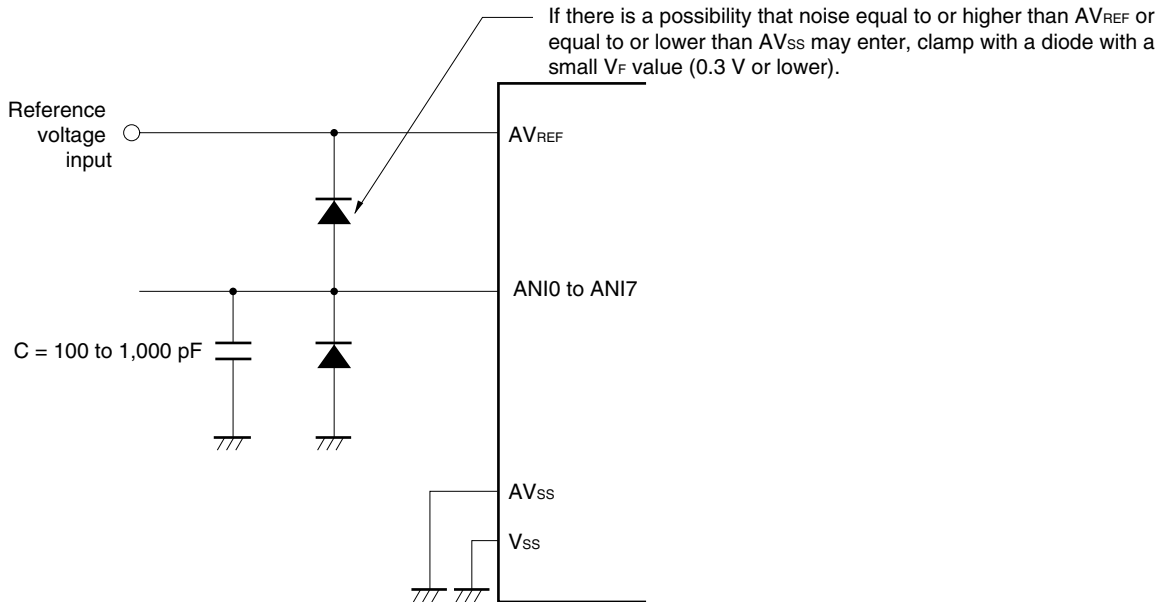 If there is a possibility that noise equal to or higher than AVREF or
equal to or lower than AVSS may enter, clamp with a diode with a
small VF value (0.3 V or lower).
Reference
voltage
input
AVREF
ANI0 to ANI7
C = 100 to 1,000 pF
AVSS
VSS